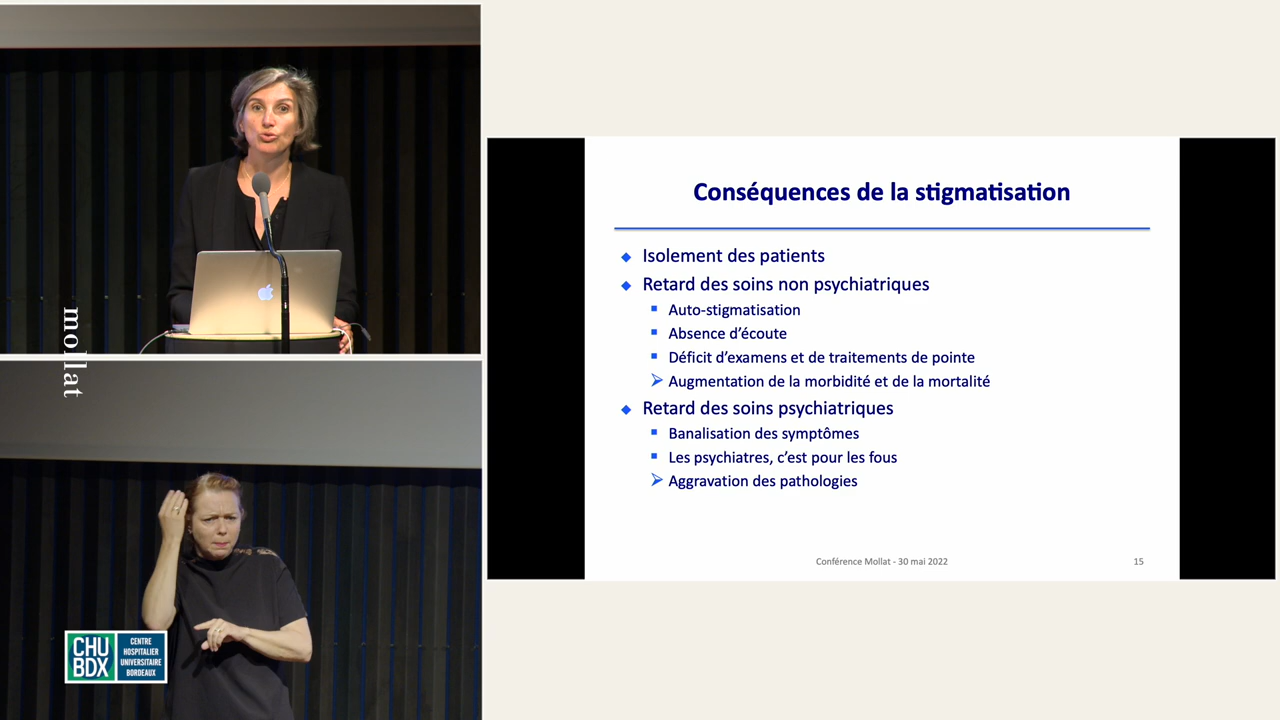 mollat
CHU
BDX
CENTRE
HOSPITALIER
UNIVERSITAIRE
BORDEAUX
Conséquences de la stigmatisation
Isolement des patients
Retard des soins non psychiatriques
Auto-stigmatisation
Absence d'écoute
Déficit d'examens et de traitements de pointe
Augmentation de la morbidité et de la mortalité
Retard des soins psychiatriques
Banalisation des symptômes
Les psychiatres, c'est pour les fous
Aggravation des pathologies
Conférence Mollat - 30 mai 2022
15